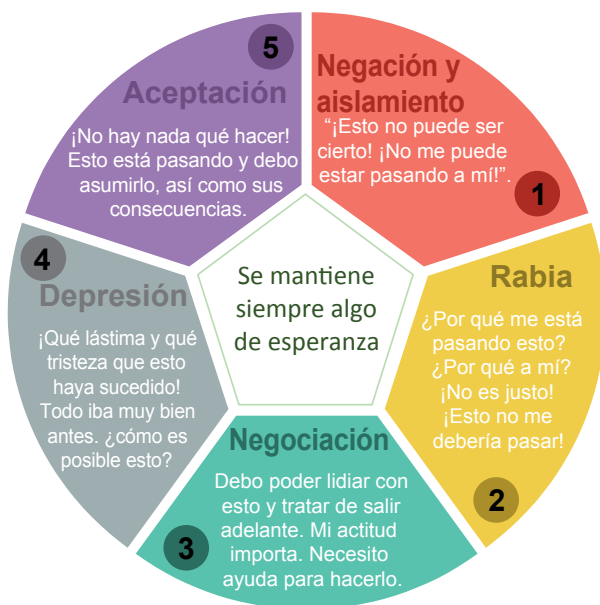 1
Negación y
aislamiento
“¡Esto no puede ser
cierto! ¡No me puede
estar pasando a mí!”.
2
Rabia
¿Por qué me está
pasando esto?
¿Por qué a mí?
¡No es justo!
¡Esto no me
debería pasar!
3
Negociación
Debo poder lidiar con
esto y tratar de salir
adelante. Mi actitud
importa. Necesito
ayuda para hacerlo.
4
Depresión
¡Qué lástima y qué
tristeza que esto
haya sucedido!
Todo iba muy bien
antes. ¿cómo es
posible esto?
5
Aceptación
¡No hay nada qué hacer!
Esto está pasando y debo
asumirlo, así como sus
consecuencias.
Se mantiene
siempre algo
de esperanza